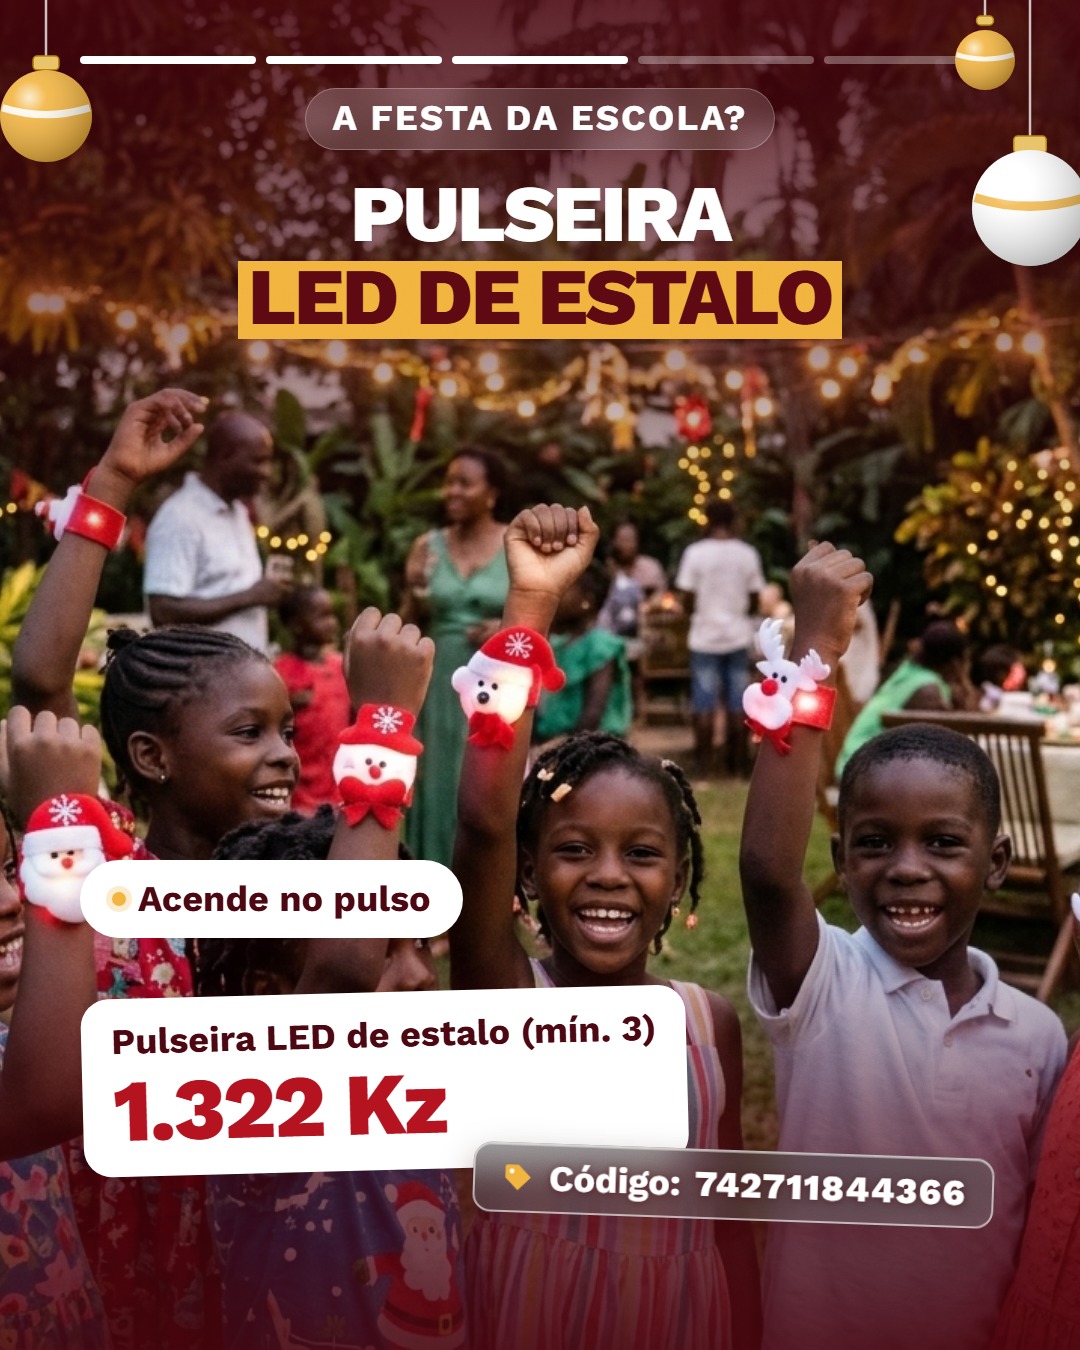 A FESTA DA ESCOLA?
PULSEIRA
LED DE ESTALO
Acende no pulso
Pulseira LED de estalo (mín. 3)
1.322 Kz
Código: 742711844366